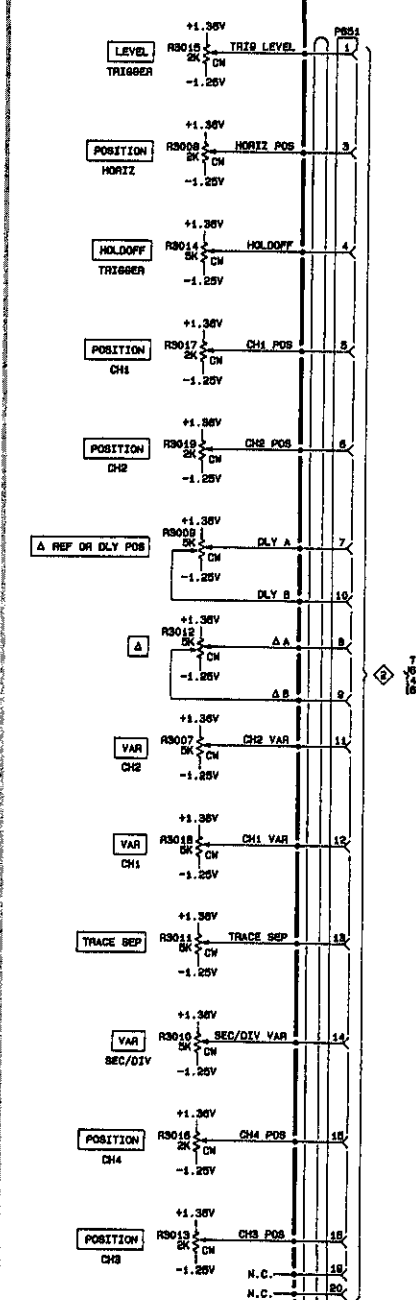 P651
+1.36V
LEVEL R3015 TRIG LEVEL 1
2K CW
TRIGGER
-1.25V
+1.36V
POSITION R3008 HORIZ POS 3
2K CW
HORIZ
-1.25V
+1.36V
HOLDOFF R3014 HOLDOFF 4
5K CW
TRIGGER
-1.25V
+1.36V
POSITION R3017 CH1 POS 5
2K CW
CH1
-1.25V
+1.36V
POSITION R3019 CH2 POS 6
2K CW
CH2
-1.25V
+1.36V
Δ REF OR DLY POS R3009 DLY A 7
5K CW
-1.25V
DLY B 10
+1.36V
Δ R3012 Δ A 8
5K CW
-1.25V
Δ B 9
2
+1.36V
VAR R3007 CH2 VAR 11
5K CW
CH2
-1.25V
+1.36V
VAR R3018 CH1 VAR 12
5K CW
CH1
-1.25V
+1.36V
TRACE SEP R3011 TRACE SEP 13
5K CW
-1.25V
+1.36V
VAR R3010 SEC/DIV VAR 14
5K CW
SEC/DIV
-1.25V
+1.36V
POSITION R3016 CH4 POS 15
2K CW
CH4
-1.25V
+1.36V
POSITION R3013 CH3 POS 16
2K CW
CH3
-1.25V
N.C. 19
N.C. 20